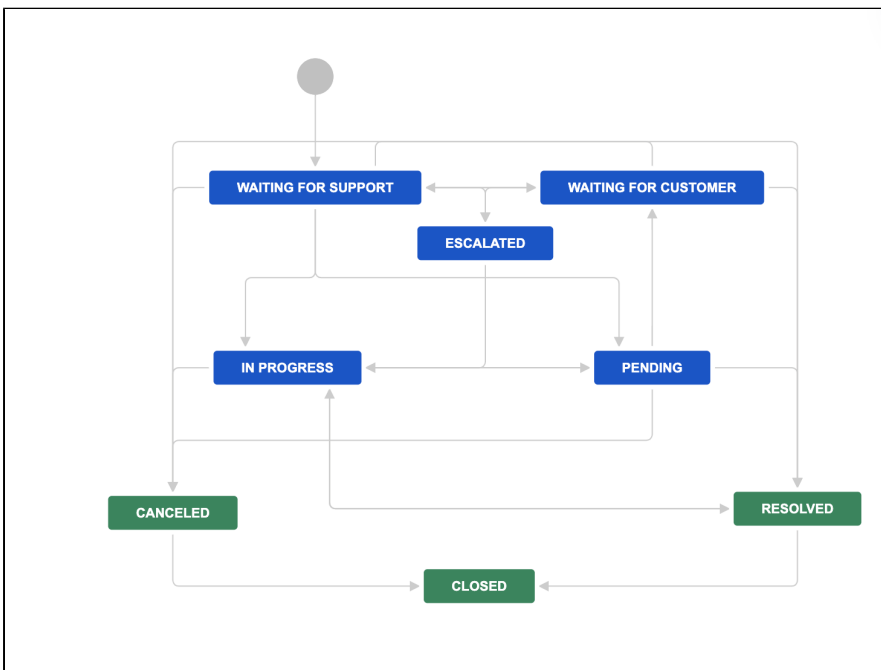 WAITING FOR SUPPORT
WAITING FOR CUSTOMER
ESCALATED
IN PROGRESS
PENDING
CANCELED
RESOLVED
CLOSED